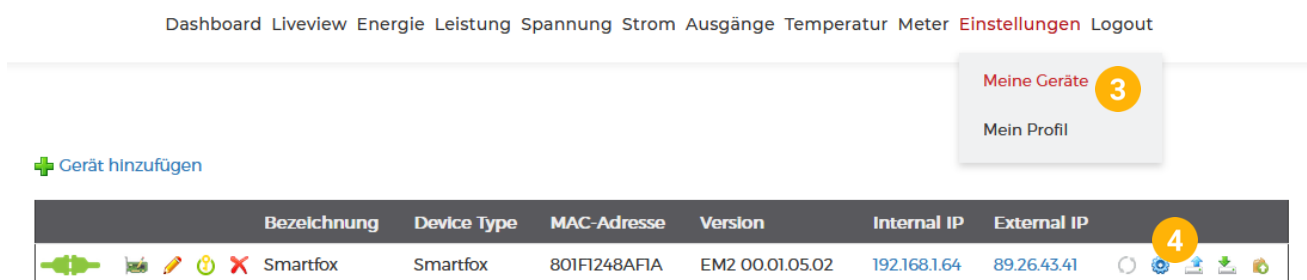 Dashboard Liveview Energie Leistung Spannung Strom Ausgänge Temperatur Meter Einstellungen Logout
Meine Geräte 3
Mein Profil
Gerät hinzufügen
Bezeichnung Device Type MAC-Adresse Version Internal IP External IP 4
Smartfox Smartfox 801F1248AF1A EM2 00.01.05.02 192.168.1.64 89.26.43.41